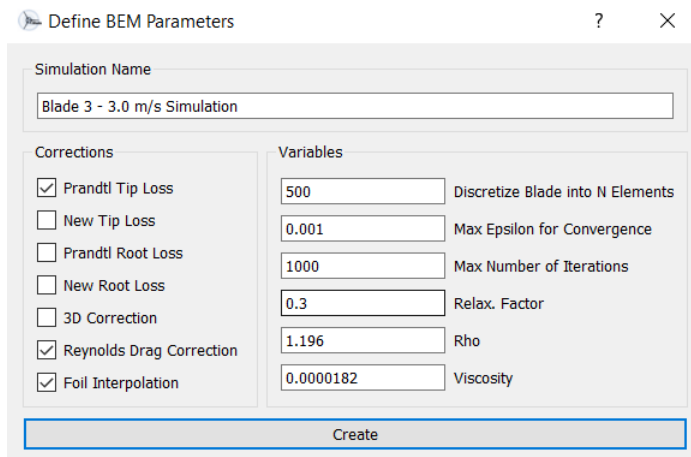 Define BEM Parameters ? ×
Simulation Name
Blade 3 - 3.0 m/s Simulation
Corrections
Prandtl Tip Loss
New Tip Loss
Prandtl Root Loss
New Root Loss
3D Correction
Reynolds Drag Correction
Foil Interpolation
Variables
500 Discretize Blade into N Elements
0.001 Max Epsilon for Convergence
1000 Max Number of Iterations
0.3 Relax. Factor
1.196 Rho
0.0000182 Viscosity
Create